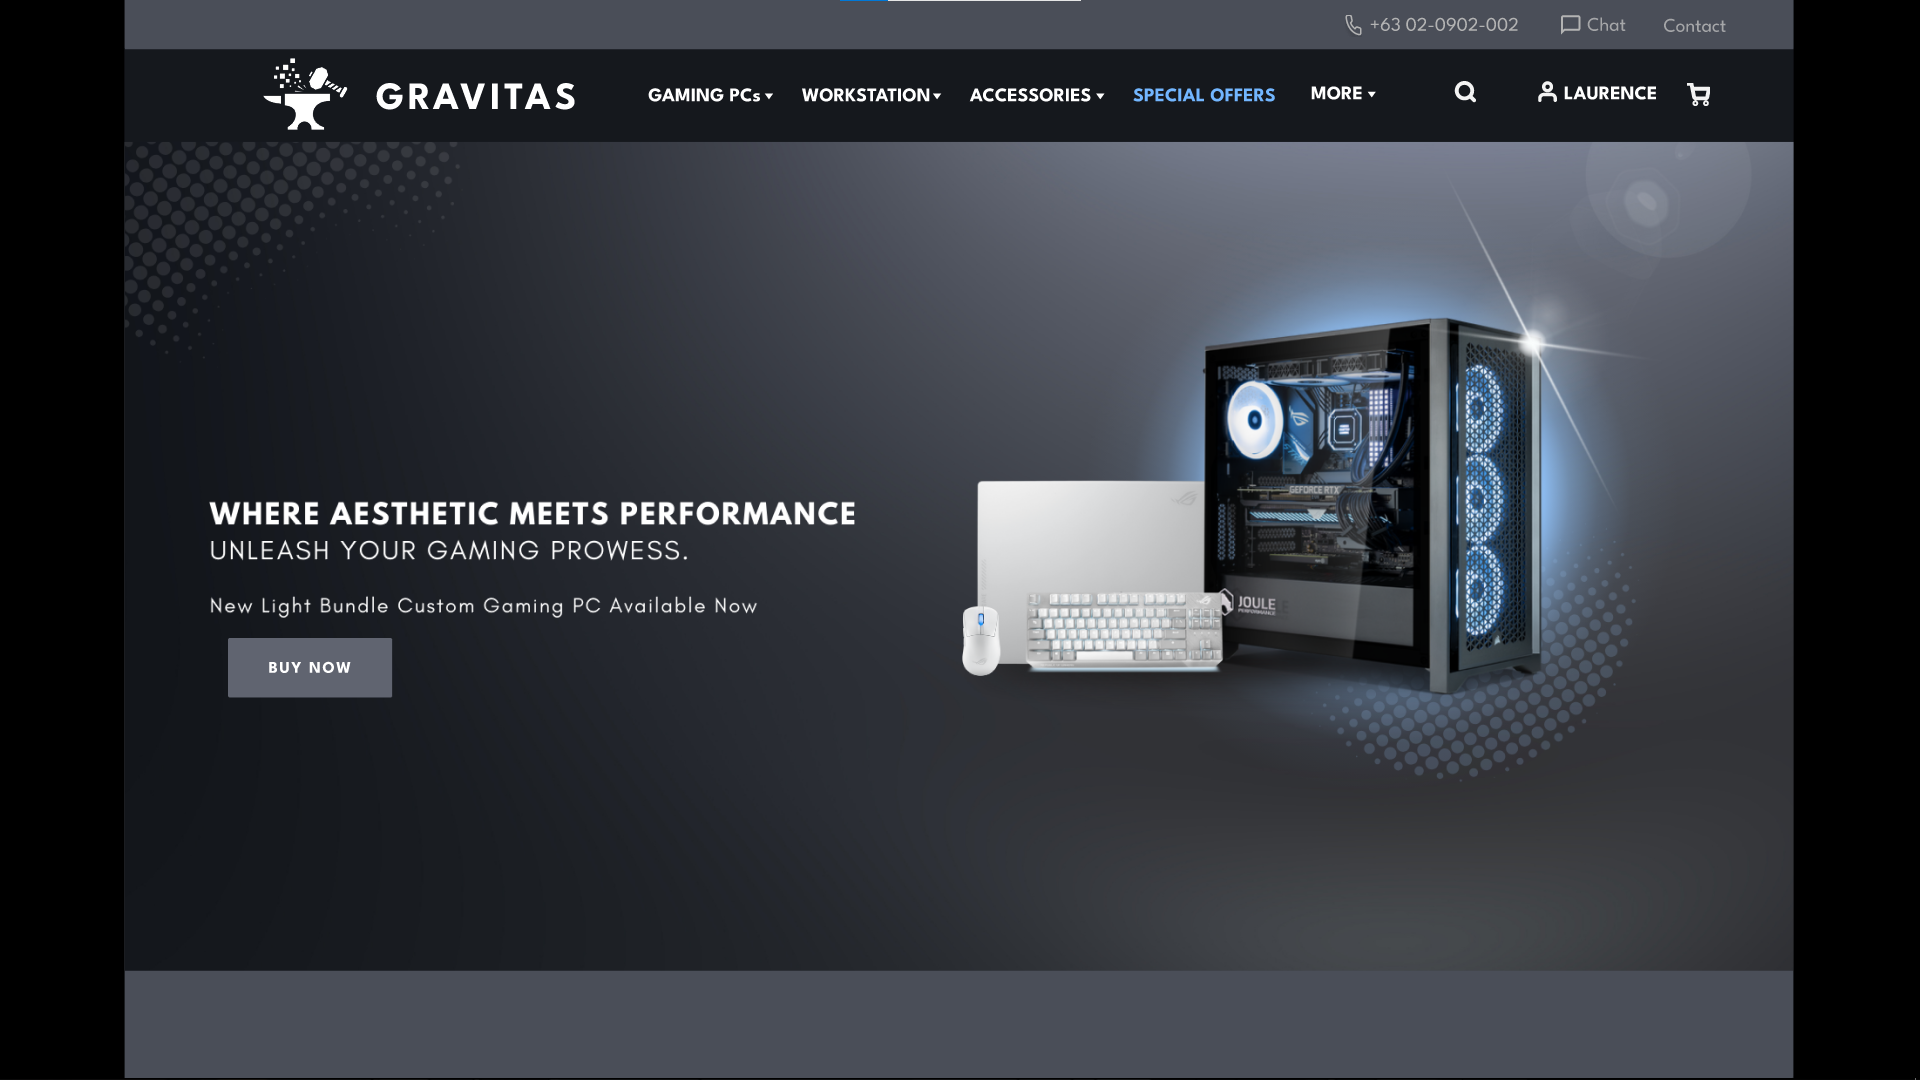 +63 02-0902-002 Chat Contact
GRAVITAS GAMING PCs WORKSTATION ACCESSORIES SPECIAL OFFERS MORE LAURENCE
WHERE AESTHETIC MEETS PERFORMANCE
UNLEASH YOUR GAMING PROWESS.
New Light Bundle Custom Gaming PC Available Now
BUY NOW
GEFORCE RTX
JOULE
PERFORMANCE